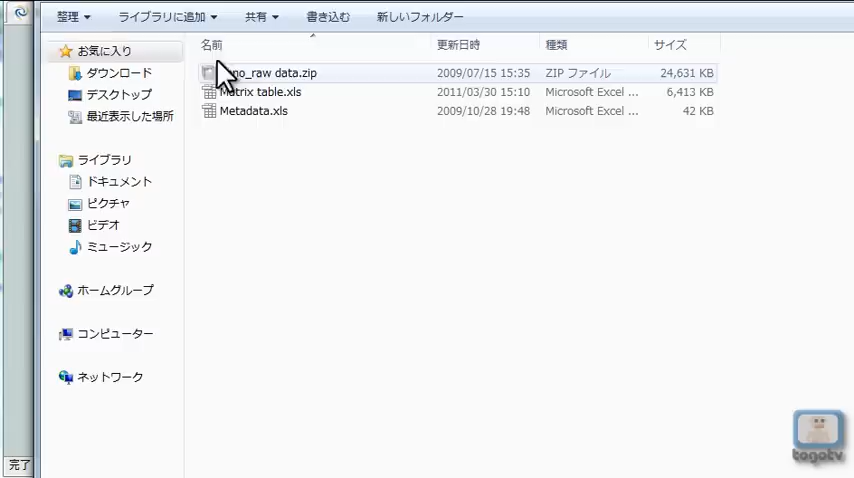 整理 ライブラリに追加 共有 書き込む 新しいフォルダー
名前 更新日時 種類 サイズ
お気に入り
ダウンロード
デスクトップ
最近表示した場所
ライブラリ
ドキュメント
ピクチャ
ビデオ
ミュージック
ホームグループ
コンピューター
ネットワーク
data.zip 2009/07/15 15:35 ZIP ファイル 24,631 KB
Matrix table.xls 2011/03/30 15:10 Microsoft Excel ... 6,413 KB
Metadata.xls 2009/10/28 19:48 Microsoft Excel ... 42 KB
完了
togotv